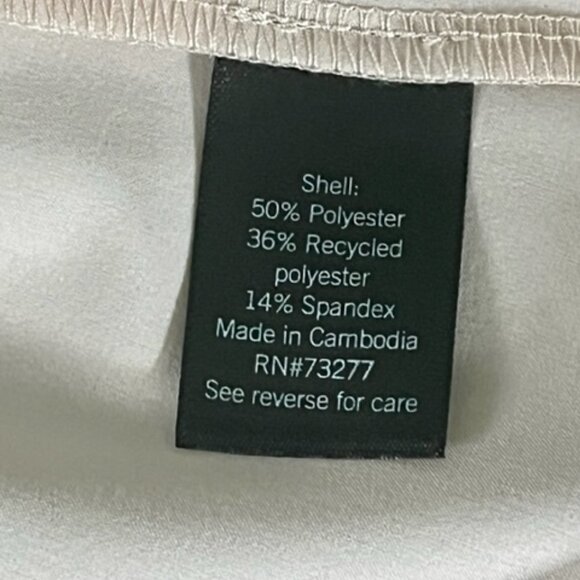 Shell:
50% Polyester
36% Recycled
polyester
14% Spandex
Made in Cambodia
RN#73277
See reverse for care